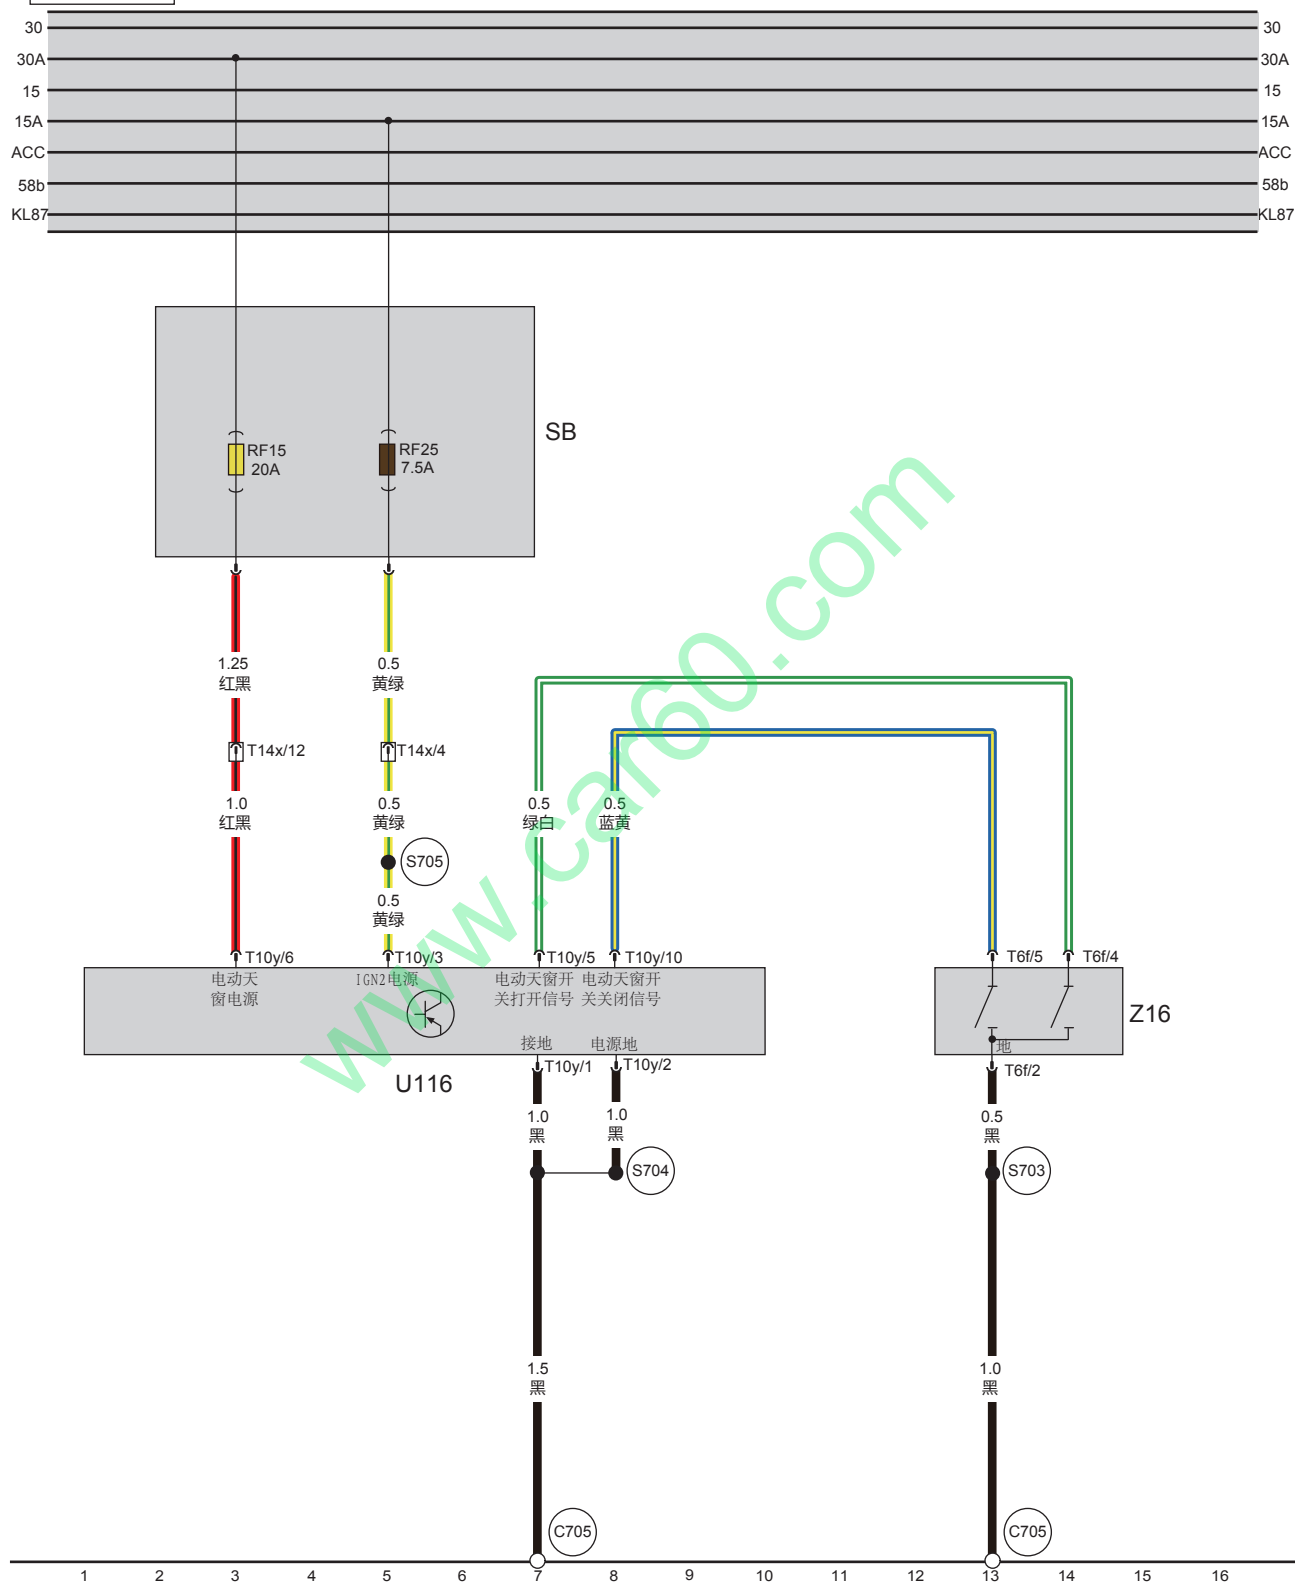 30 30
30A 30A
15 15
15A 15A
ACC ACC
58b 58b
KL87 KL87
SB
RF15 RF25
20A 7.5A
1.25 0.5
红黑 黄绿
T14x/12 T14x/4
1.0 0.5 0.5 0.5
红黑 黄绿 绿白 蓝黄
S705
0.5
黄绿
T10y/6 T10y/3 T10y/5 T10y/10 T6f/5 T6f/4
电动天 IGN2电源 电动天窗开 电动天窗开
窗电源 关打开信号 关关闭信号
Z16
接地 电源地 地
T10y/1 T10y/2 T6f/2
U116
1.0 1.0 0.5
黑 黑 黑
S704 S703
1.5 1.0
黑 黑
C705 C705
1 2 3 4 5 6 7 8 9 10 11 12 13 14 15 16
www.car60.com